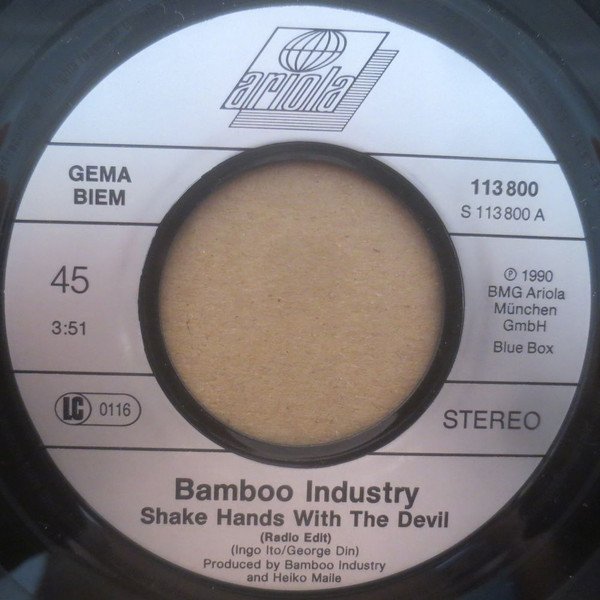 ariola
GEMA
BIEM
113 800
S 113 800 A
45
3:51
℗ 1990
BMG Ariola
München
GmbH
Blue Box
LC 0116
STEREO
Bamboo Industry
Shake Hands With The Devil
(Radio Edit)
(Ingo Ito/George Din)
Produced by Bamboo Industry
and Heiko Maile